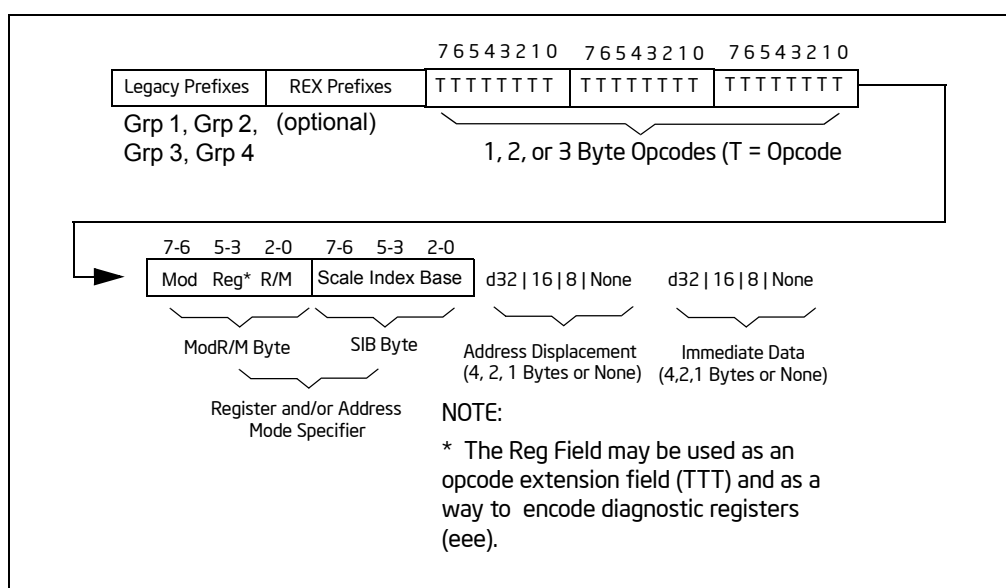 7 6 5 4 3 2 1 0 7 6 5 4 3 2 1 0 7 6 5 4 3 2 1 0
Legacy Prefixes REX Prefixes T T T T T T T T T T T T T T T T T T T T T T T T
Grp 1, Grp 2, (optional)
Grp 3, Grp 4
1, 2, or 3 Byte Opcodes (T = Opcode
7-6 5-3 2-0 7-6 5-3 2-0
Mod Reg* R/M Scale Index Base d32 | 16 | 8 | None d32 | 16 | 8 | None
ModR/M Byte SIB Byte Address Displacement Immediate Data
(4, 2, 1 Bytes or None) (4,2,1 Bytes or None)
Register and/or Address
Mode Specifier
NOTE:
* The Reg Field may be used as an
opcode extension field (TTT) and as a
way to encode diagnostic registers
(eee).